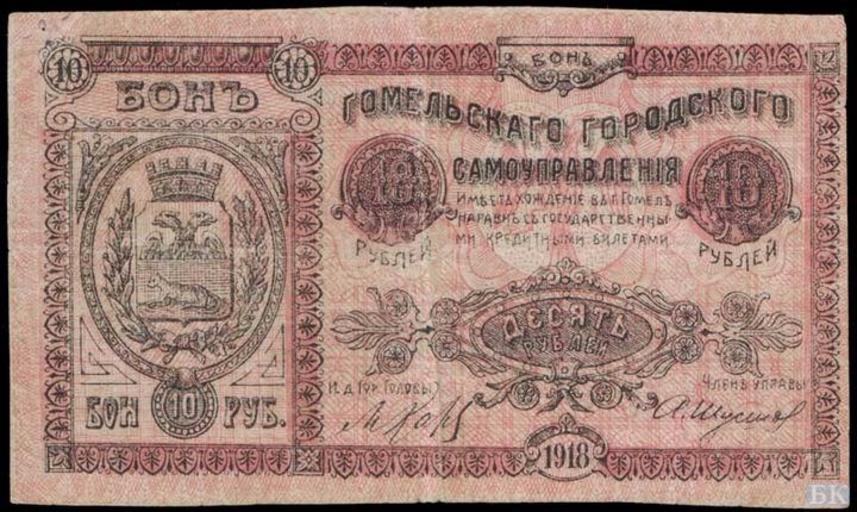 10
10
БОНЪ
БОН 10 РУБ.
БОНЪ
ГОМЕЛЬСКАГО ГОРОДСКОГО
САМОУПРАВЛЕНІЯ
10
РУБЛЕЙ
ИМѢЕТЪ ХОЖДЕНІЕ ВЪ Г. ГОМЕЛѢ
НАРАВНѢ СЪ ГОСУДАРСТВЕННЫ-
МИ КРЕДИТНЫМИ БИЛЕТАМИ
10
РУБЛЕЙ
ДЕСЯТЬ
РУБЛЕЙ
И. Д. ГОР. ГОЛОВЫ
ЧЛЕНЪ УПРАВЫ
1918
БК